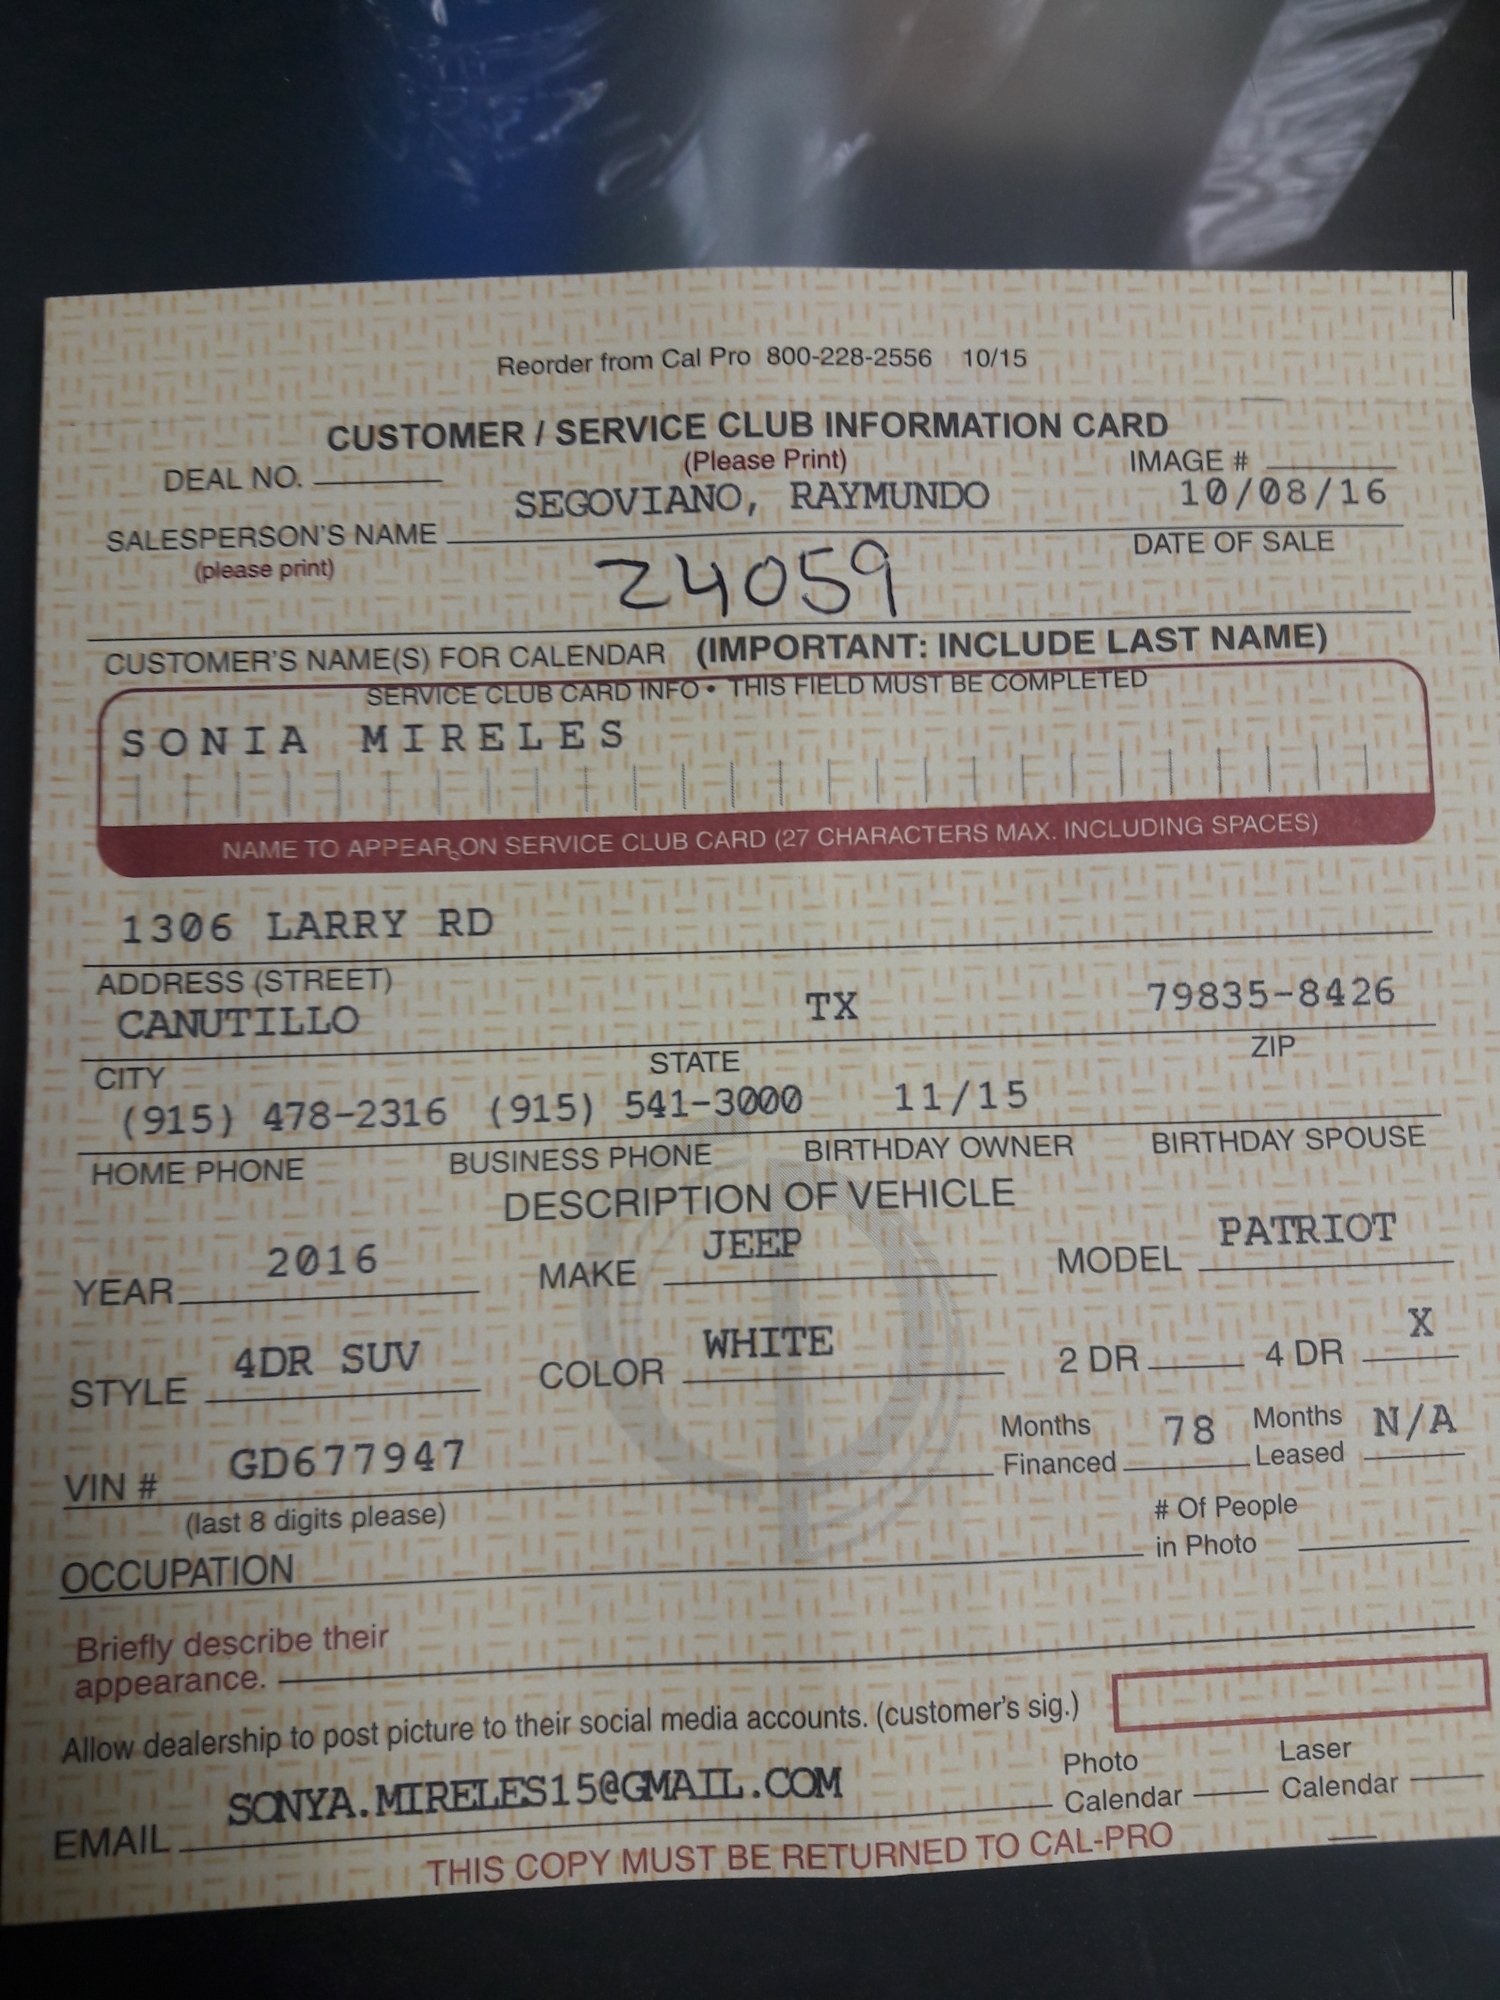 Reorder from Cal Pro 800-228-2556 10/15
CUSTOMER / SERVICE CLUB INFORMATION CARD
DEAL NO. (Please Print) IMAGE #
SEGOVIANO, RAYMUNDO 10/08/16
SALESPERSON'S NAME DATE OF SALE
(please print)
24059
CUSTOMER'S NAME(S) FOR CALENDAR (IMPORTANT: INCLUDE LAST NAME)
SERVICE CLUB CARD INFO • THIS FIELD MUST BE COMPLETED
SONIA MIRELES
NAME TO APPEAR ON SERVICE CLUB CARD (27 CHARACTERS MAX. INCLUDING SPACES)
1306 LARRY RD
ADDRESS (STREET)
CANUTILLO TX 79835-8426
CITY STATE ZIP
(915) 478-2316 (915) 541-3000 11/15
HOME PHONE BUSINESS PHONE BIRTHDAY OWNER BIRTHDAY SPOUSE
DESCRIPTION OF VEHICLE
YEAR 2016 MAKE JEEP MODEL PATRIOT
STYLE 4DR SUV COLOR WHITE 2 DR 4 DR X
Months 78 Months N/A
VIN # GD677947 Financed Leased
(last 8 digits please)
# Of People
OCCUPATION in Photo
Briefly describe their
appearance.
Allow dealership to post picture to their social media accounts. (customer's sig.)
Photo Laser
EMAIL SONYA.MIRELES15@GMAIL.COM Calendar Calendar
THIS COPY MUST BE RETURNED TO CAL-PRO